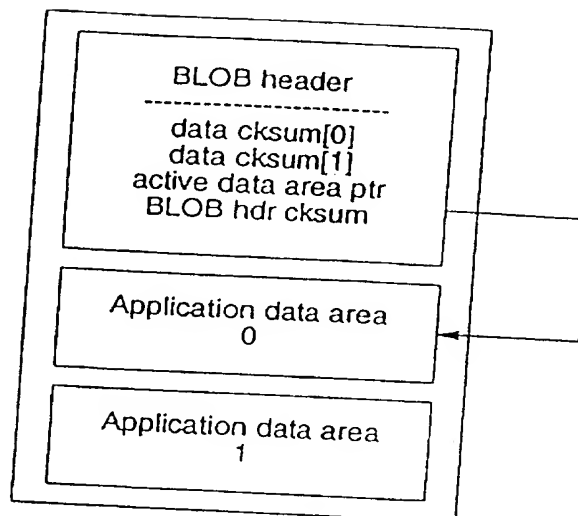 BLOB header
data cksum[0]
data cksum[1]
active data area ptr
BLOB hdr cksum
Application data area
0
Application data area
1